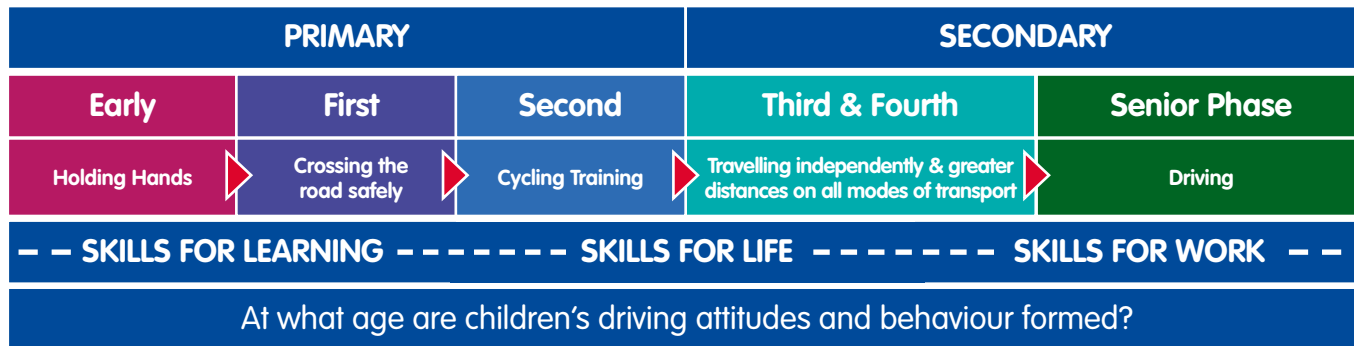 PRIMARY
SECONDARY
Early
First
Second
Third & Fourth
Senior Phase
Holding Hands
Crossing the
road safely
Cycling Training
Travelling independently & greater
distances on all modes of transport
Driving
– – SKILLS FOR LEARNING – – – – – – – SKILLS FOR LIFE – – – – – – – SKILLS FOR WORK – –
At what age are children’s driving attitudes and behaviour formed?